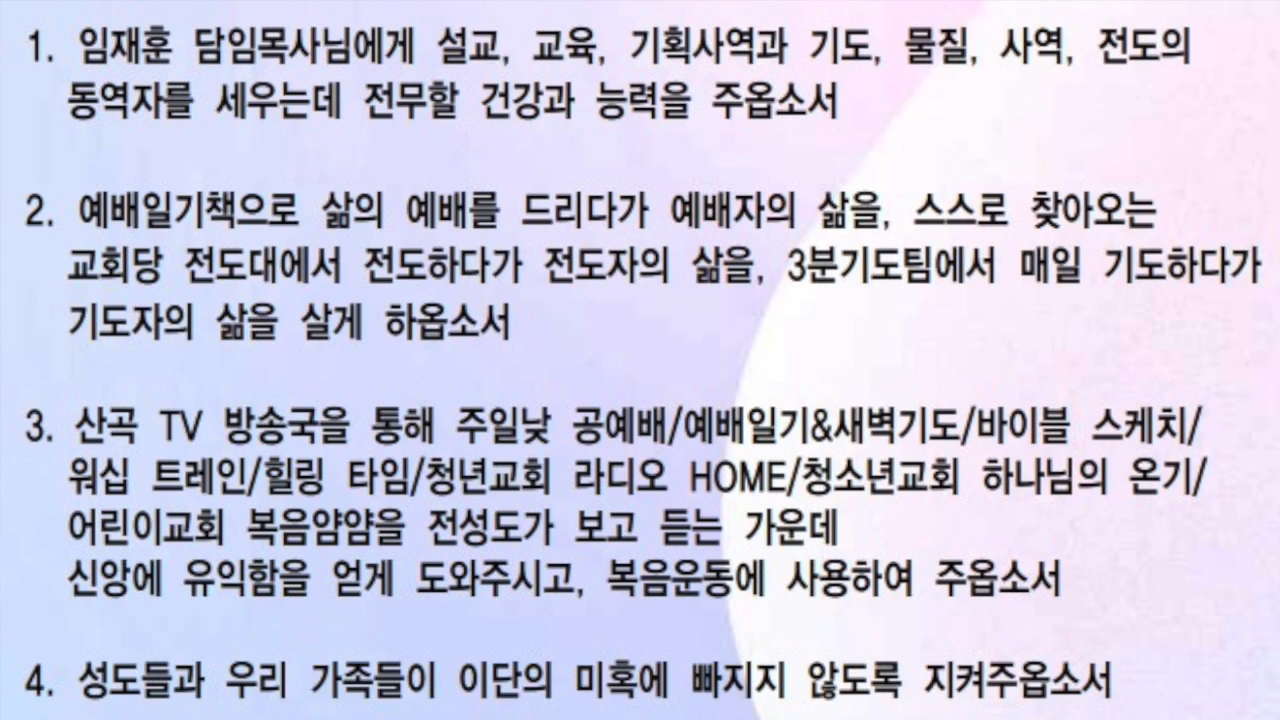 1. 임재훈 담임목사님에게 설교, 교육, 기획사역과 기도, 물질, 사역, 전도의
동역자를 세우는데 전무할 건강과 능력을 주옵소서
2. 예배일기책으로 삶의 예배를 드리다가 예배자의 삶을, 스스로 찾아오는
교회당 전도대에서 전도하다가 전도자의 삶을, 3분기도팀에서 매일 기도하다가
기도자의 삶을 살게 하옵소서
3. 산곡 TV 방송국을 통해 주일낮 공예배/예배일기&새벽기도/바이블 스케치/
워십 트레인/힐링 타임/청년교회 라디오 HOME/청소년교회 하나님의 온기/
어린이교회 복음얌얌을 전성도가 보고 듣는 가운데
신앙에 유익함을 얻게 도와주시고, 복음운동에 사용하여 주옵소서
4. 성도들과 우리 가족들이 이단의 미혹에 빠지지 않도록 지켜주옵소서